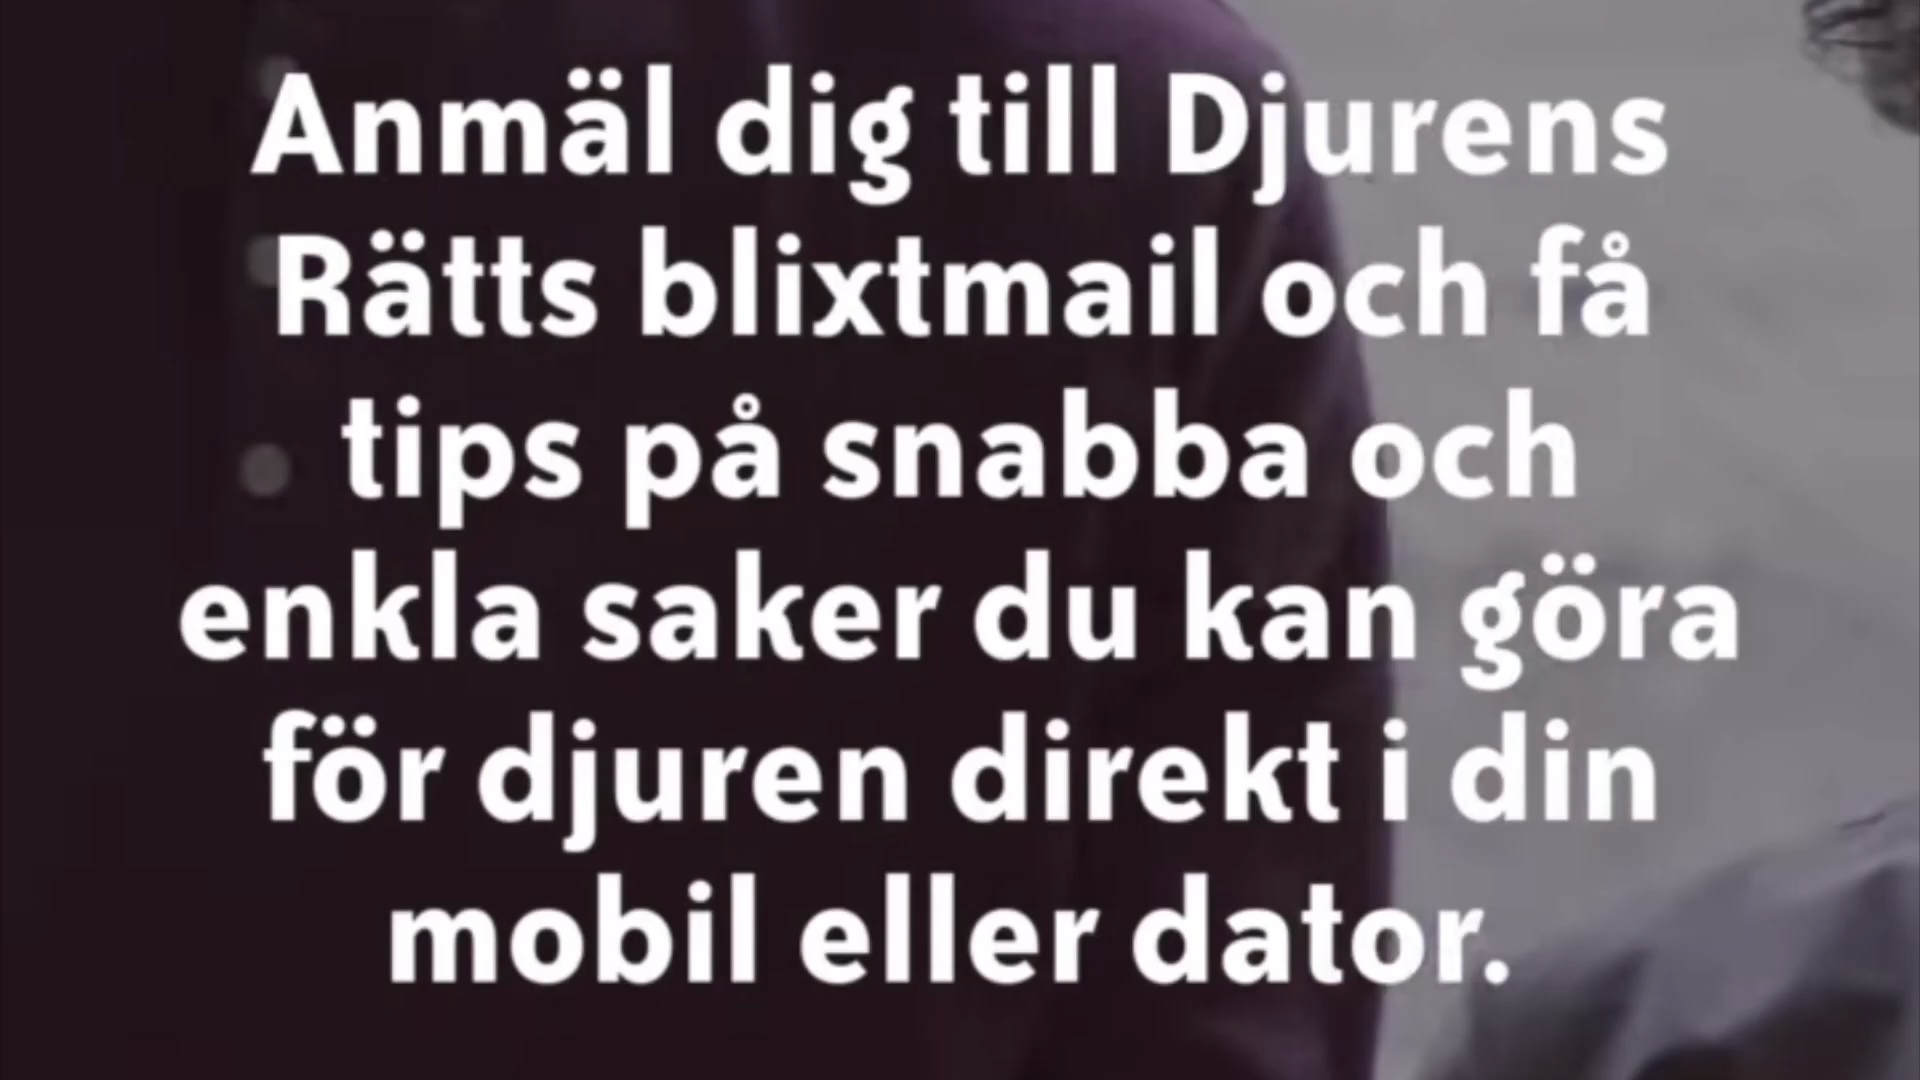 Anmäl dig till Djurens
Rätts blixtmail och få
tips på snabba och
enkla saker du kan göra
för djuren direkt i din
mobil eller dator.